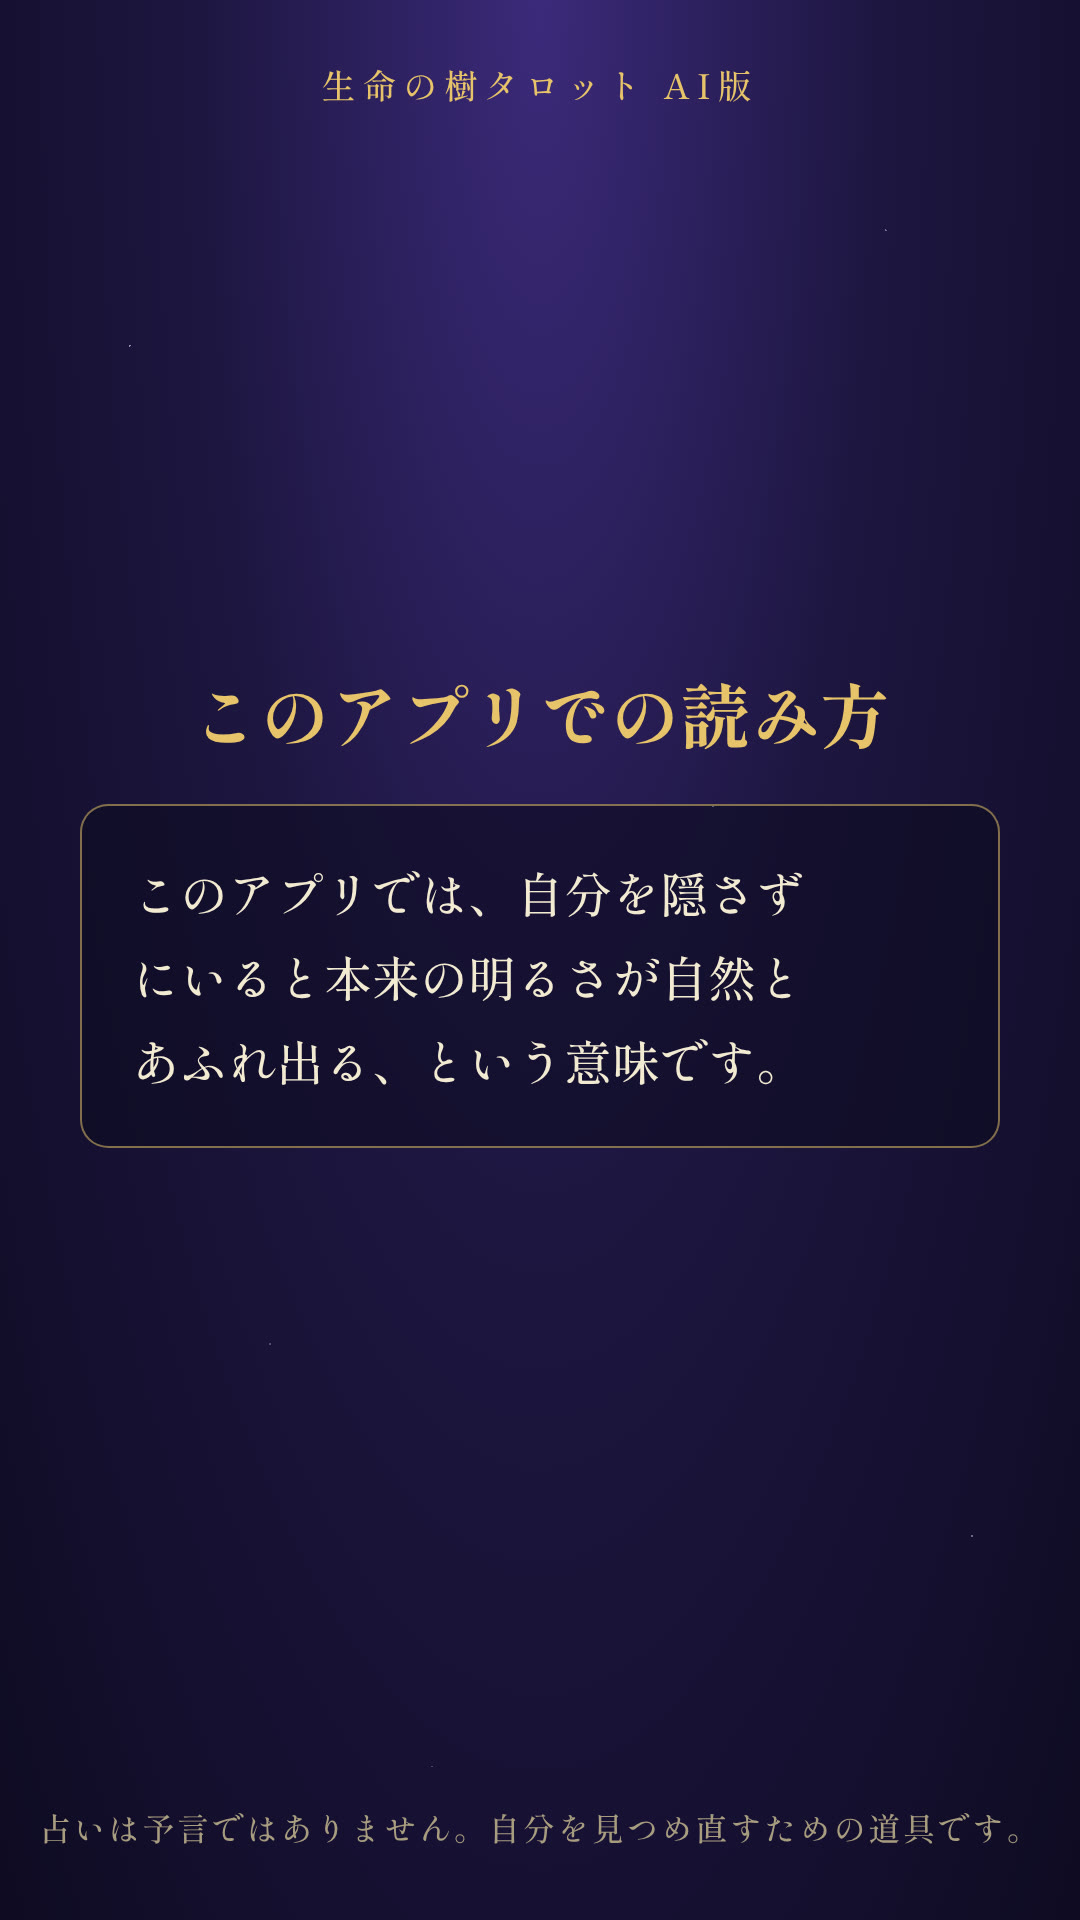 生命の樹タロット AI版
このアプリでの読み方
このアプリでは、自分を隠さず
にいると本来の明るさが自然と
あふれ出る、という意味です。
占いは予言ではありません。自分を見つめ直すための道具です。